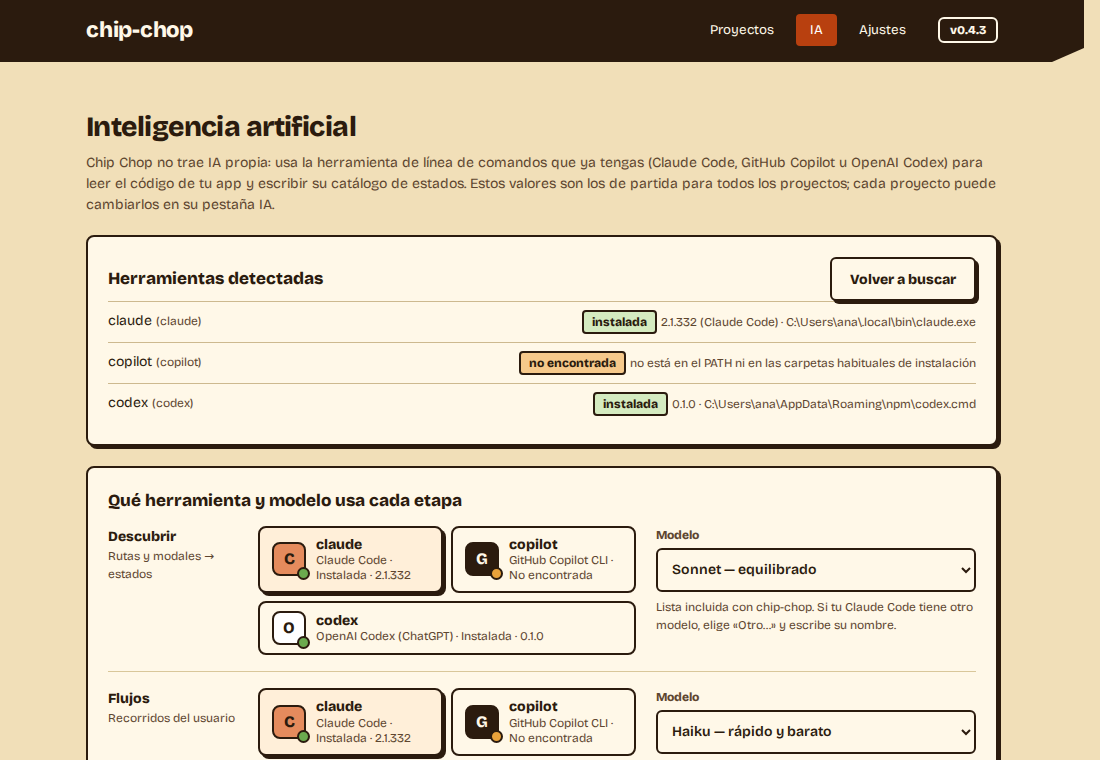 chip-chop
Proyectos
IA
Ajustes
v0.4.3
Inteligencia artificial
Chip Chop no trae IA propia: usa la herramienta de línea de comandos que ya tengas (Claude Code, GitHub Copilot u OpenAI Codex) para
leer el código de tu app y escribir su catálogo de estados. Estos valores son los de partida para todos los proyectos; cada proyecto puede
cambiarlos en su pestaña IA.
Herramientas detectadas
Volver a buscar
claude (claude)
instalada 2.1.332 (Claude Code) · C:\Users\ana\.local\bin\claude.exe
copilot (copilot)
no encontrada no está en el PATH ni en las carpetas habituales de instalación
codex (codex)
instalada 0.1.0 · C:\Users\ana\AppData\Roaming\npm\codex.cmd
Qué herramienta y modelo usa cada etapa
Descubrir
Rutas y modales →
estados
C
claude
Claude Code ·
Instalada · 2.1.332
G
copilot
GitHub Copilot CLI ·
No encontrada
O
codex
OpenAI Codex (ChatGPT) · Instalada · 0.1.0
Modelo
Sonnet — equilibrado
Lista incluida con chip-chop. Si tu Claude Code tiene otro
modelo, elige «Otro…» y escribe su nombre.
Flujos
Recorridos del usuario
C
claude
Claude Code ·
Instalada · 2.1.332
G
copilot
GitHub Copilot CLI ·
No encontrada
Modelo
Haiku — rápido y barato